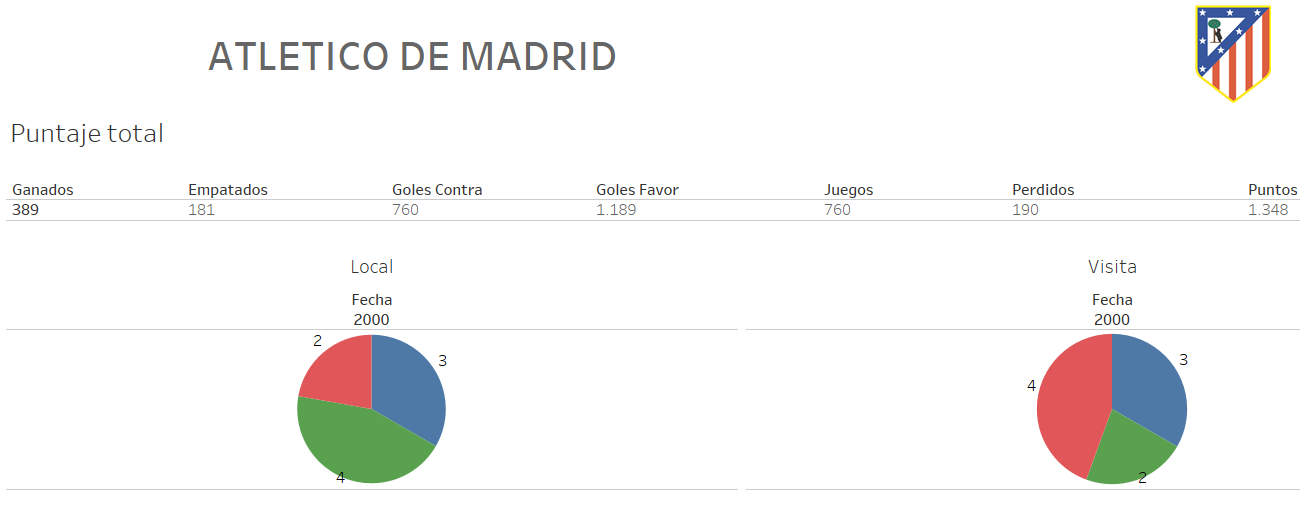 ATLETICO DE MADRID
Puntaje total
Ganados Empatados Goles Contra Goles Favor Juegos Perdidos Puntos
389 181 760 1.189 760 190 1.348
Local
Fecha
2000
2
3
4
Visita
Fecha
2000
3
4
2